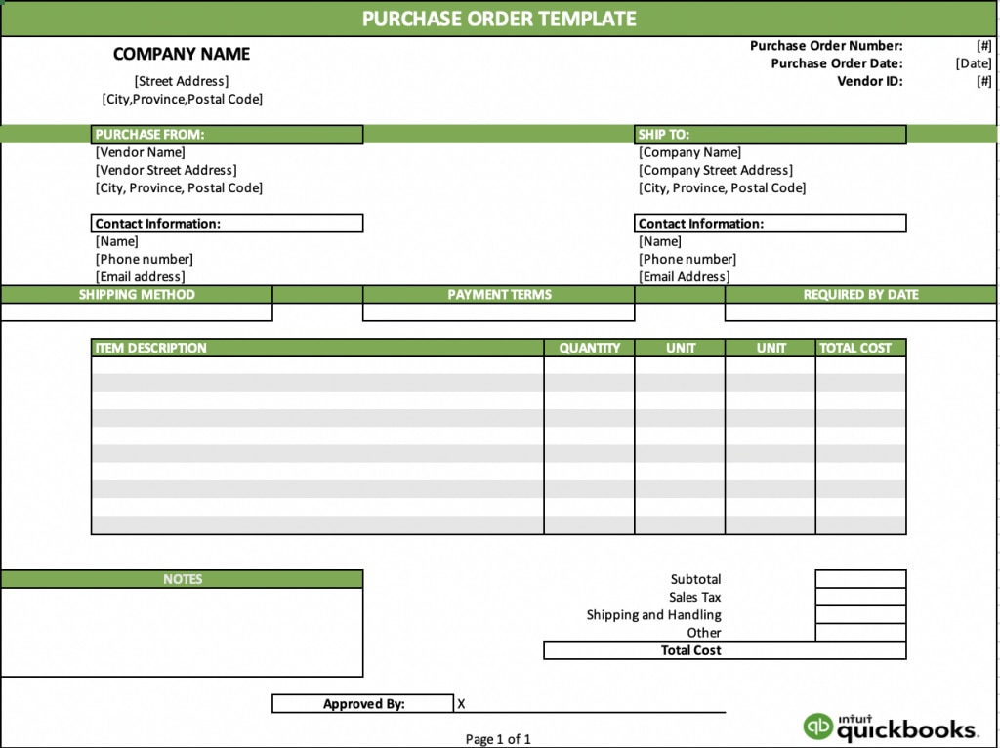 PURCHASE ORDER TEMPLATE
COMPANY NAME
[Street Address]
[City,Province,Postal Code]
Purchase Order Number: [#]
Purchase Order Date: [Date]
Vendor ID: [#]
PURCHASE FROM:
[Vendor Name]
[Vendor Street Address]
[City, Province, Postal Code]
Contact Information:
[Name]
[Phone number]
[Email address]
SHIP TO:
[Company Name]
[Company Street Address]
[City, Province, Postal Code]
Contact Information:
[Name]
[Phone number]
[Email Address]
SHIPPING METHOD PAYMENT TERMS REQUIRED BY DATE
ITEM DESCRIPTION QUANTITY UNIT UNIT TOTAL COST
NOTES
Subtotal
Sales Tax
Shipping and Handling
Other
Total Cost
Approved By: X
Page 1 of 1
qb intuit
quickbooks.